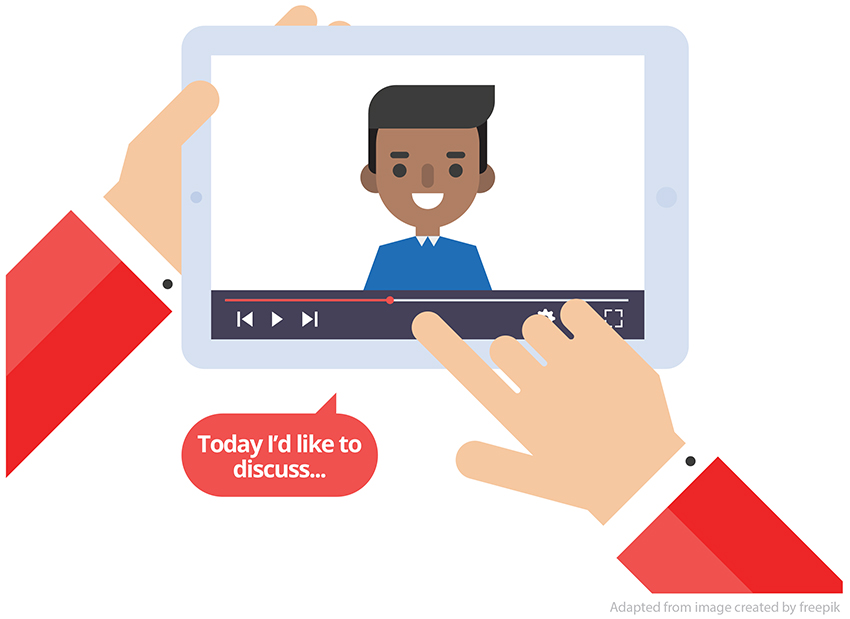 Today I'd like to
discuss...
Adapted from image created by freepik